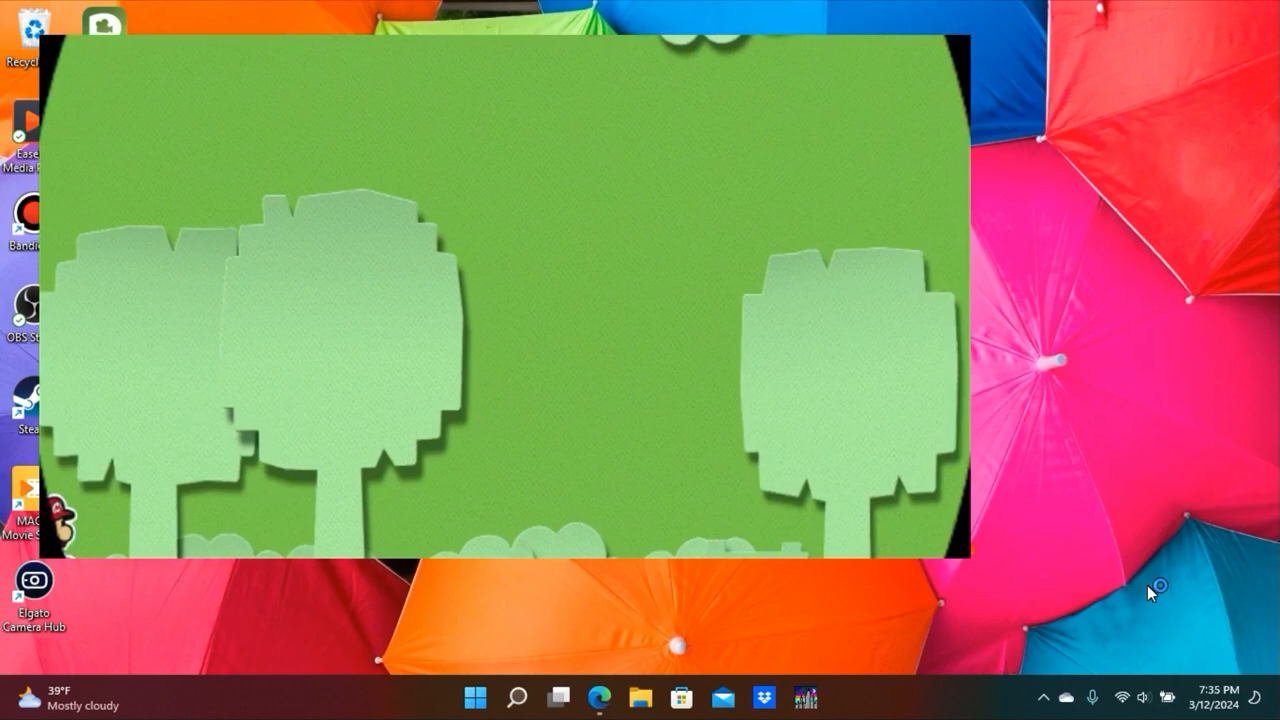 Recycl
Ease
Media P
Bandic
OBS St
Stea
MAG
Movie S
Elgato
Camera Hub
39°F
Mostly cloudy
7:35 PM
3/12/2024